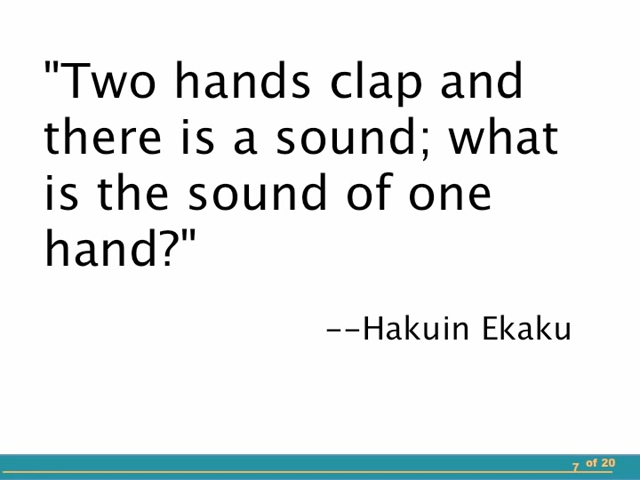 "Two hands clap and
there is a sound; what
is the sound of one
hand?"
--Hakuin Ekaku
7 of 20